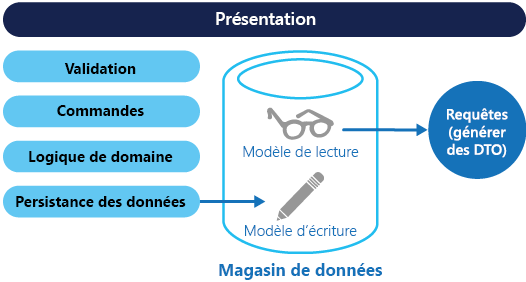 Présentation
Validation
Commandes
Logique de domaine
Persistance des données
Modèle de lecture
Modèle d'écriture
Magasin de données
Requêtes
(générer
des DTO)